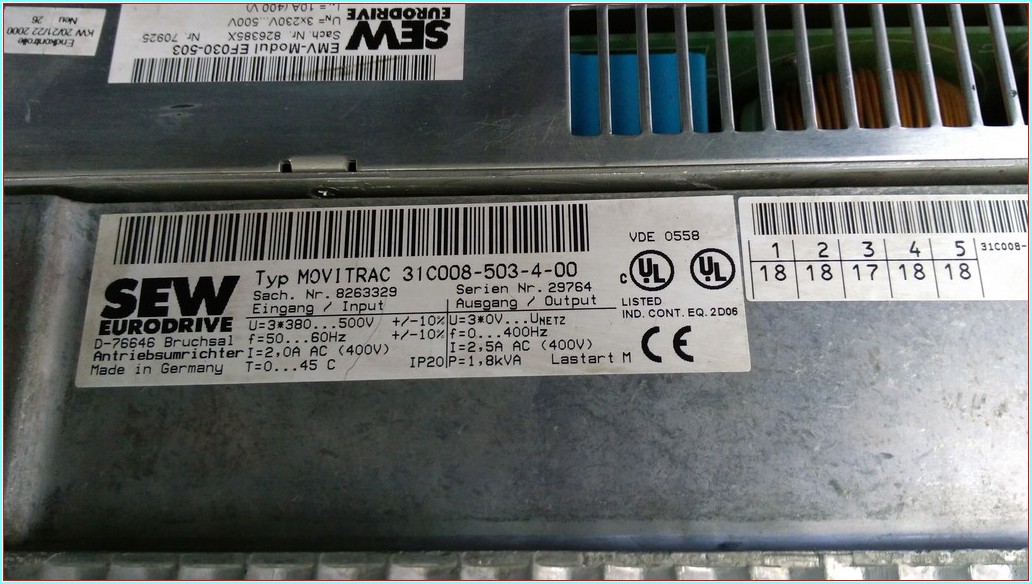 Endkontrolle
KW 20/21/22 2000
Neu 26
SEW
EURODRIVE
EMV-Modul EF030-503
Sach. Nr. 826385X Nr. 70925
UN= 3x230V...500V
10A (400 V)
SEW
EURODRIVE
D-76646 Bruchsal
Antriebsumrichter
Made in Germany
Typ MOVITRAC 31C008-503-4-00
Sach. Nr. 8263329 Serien Nr. 29764
Eingang / Input Ausgang / Output
U=3*380...500V +/-10% U=3*0V...UNETZ
f=50...60Hz +/-10% f=0...400Hz
I=2,0A AC (400V) I=2,5A AC (400V)
T=0...45 C IP20 P=1,8kVA Lastart M
VDE 0558
c UL UL
LISTED
IND. CONT. EQ. 2D06
CE
1 2 3 4 5 31C008-
18 18 17 18 18